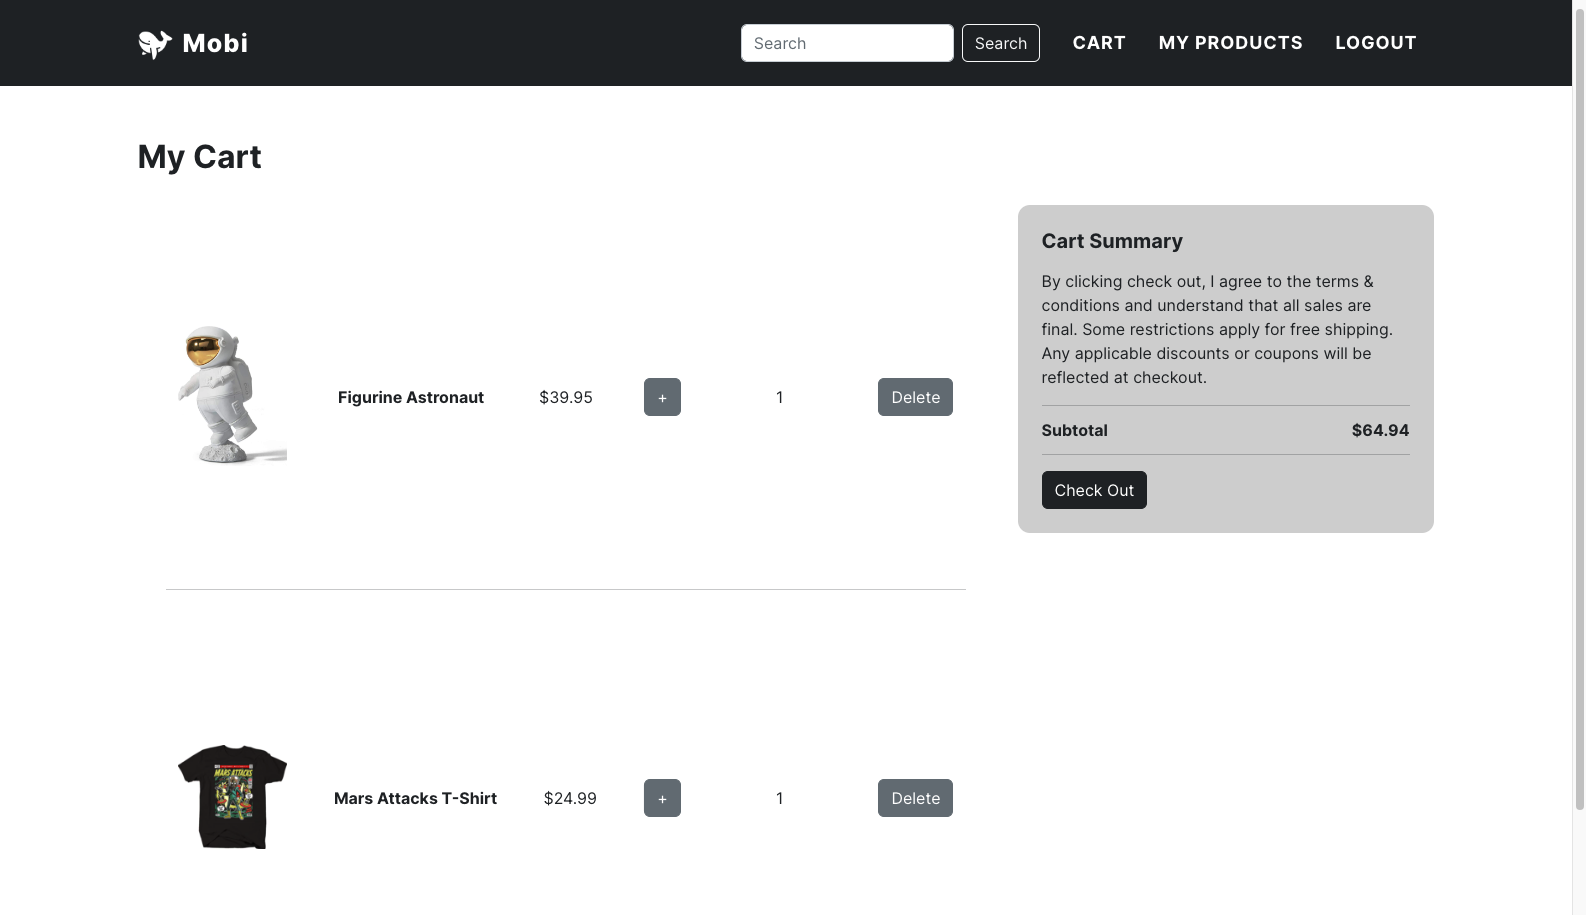 Mobi
Search
Search
CART
MY PRODUCTS
LOGOUT
My Cart
Figurine Astronaut
$39.95
+
1
Delete
Cart Summary
By clicking check out, I agree to the terms &
conditions and understand that all sales are
final. Some restrictions apply for free shipping.
Any applicable discounts or coupons will be
reflected at checkout.
Subtotal
$64.94
Check Out
MARS ATTACKS
Mars Attacks T-Shirt
$24.99
+
1
Delete